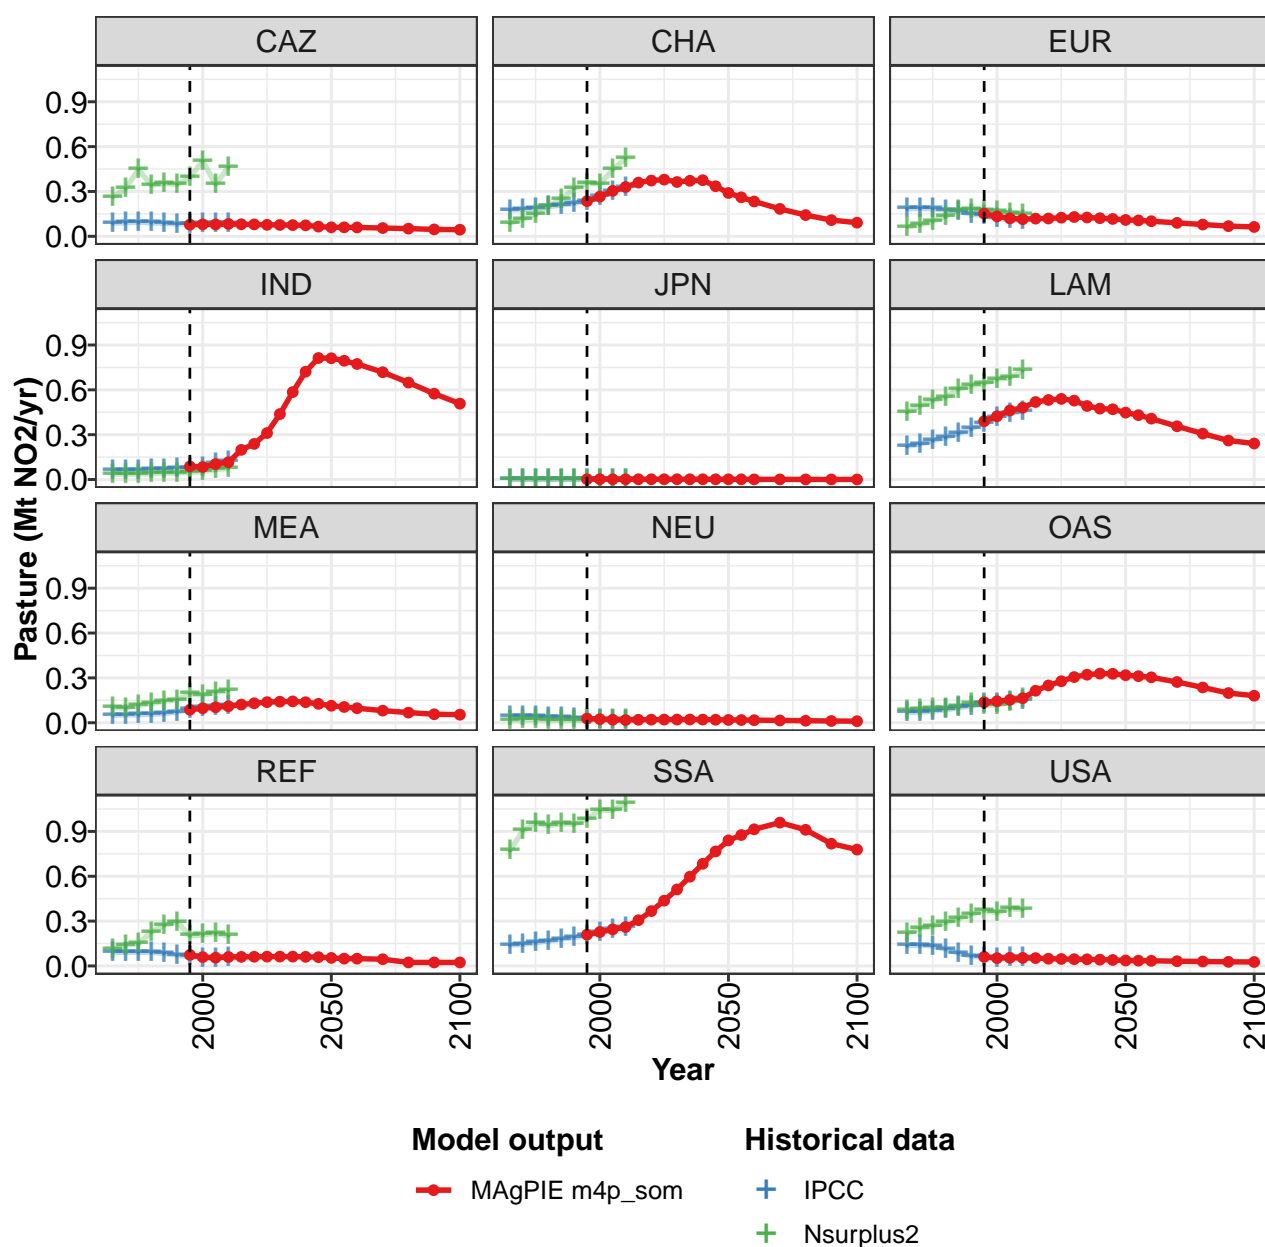 CAZ CHA EUR
0.9
0.6
0.3
0.0
IND JPN LAM
0.9
0.6
0.3
0.0
MEA NEU OAS
0.9
0.6
0.3
0.0
REF SSA USA
0.9
0.6
0.3
0.0
Pasture (Mt NO2/yr)
2000 2050 2100 2000 2050 2100 2000 2050 2100
Year
Model output Historical data
MAgPIE m4p_som IPCC
Nsurplus2